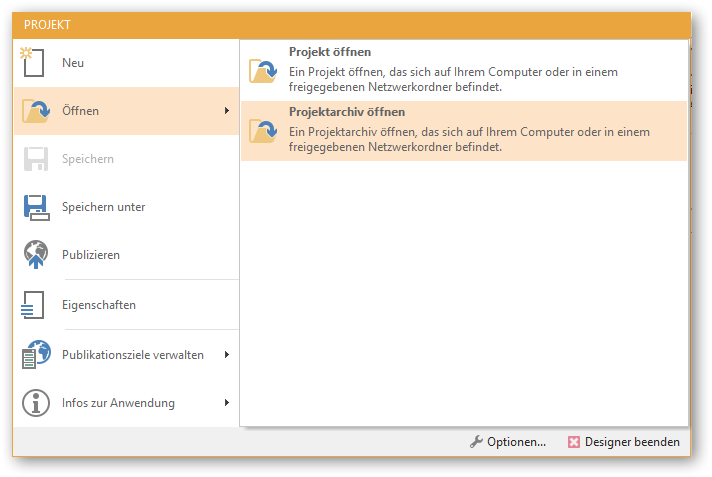 PROJEKT
Neu
Öffnen
Speichern
Speichern unter
Publizieren
Eigenschaften
Publikationsziele verwalten
Infos zur Anwendung
Projekt öffnen
Ein Projekt öffnen, das sich auf Ihrem Computer oder in einem
freigegebenen Netzwerkordner befindet.
Projektarchiv öffnen
Ein Projektarchiv öffnen, das sich auf Ihrem Computer oder in einem
freigegebenen Netzwerkordner befindet.
Optionen...
Designer beenden